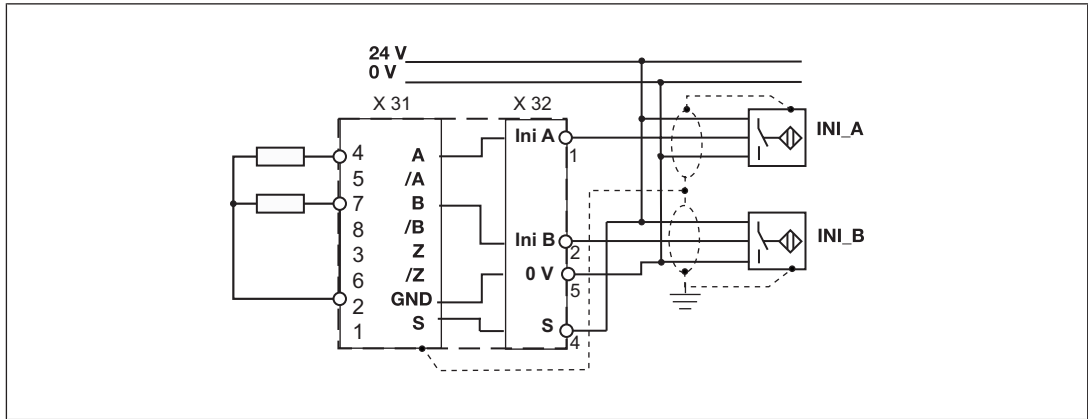 24 V
0 V
X 31
X 32
4 A Ini A 1
5 /A
7 B
8 /B
3 Z Ini B 2
6 /Z 0 V 5
2 GND
1 S S 4
INI_A
INI_B